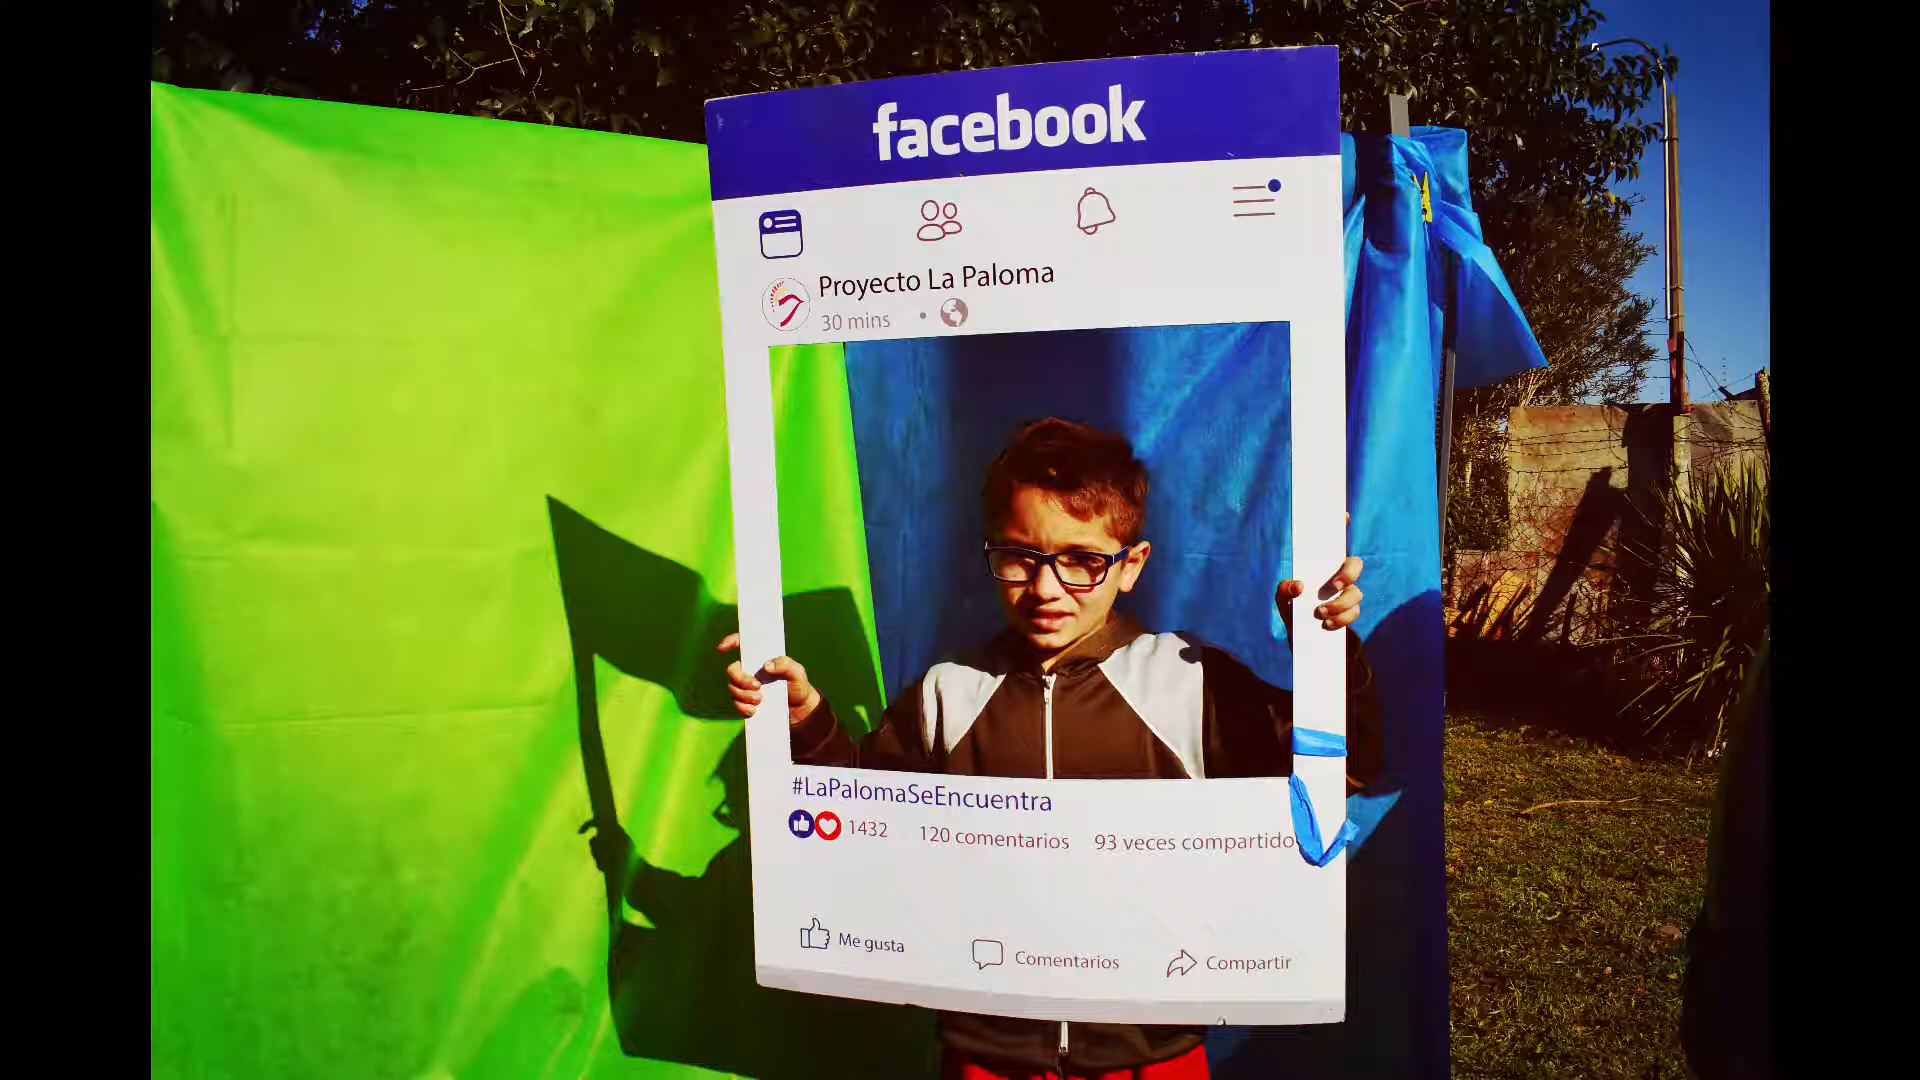 facebook
Proyecto La Paloma
30 mins
#LaPalomaSeEncuentra
1432 120 comentarios 93 veces compartido
Me gusta Comentarios Compartir